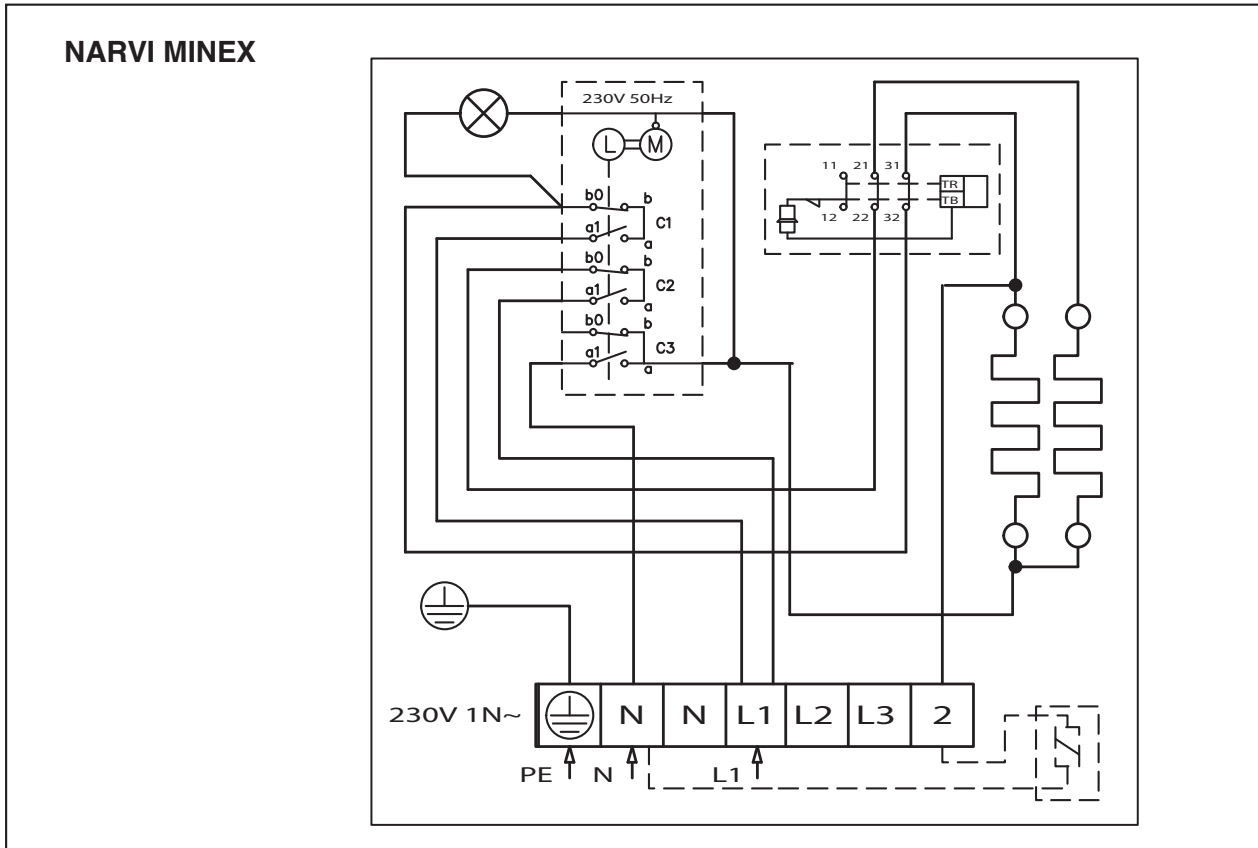 NARVI MINEX
230V 50Hz
L M
11 21 31
TR
TB
12 22 32
b0 b
C1
a1 a
b0 b
C2
a1 a
b0 b
C3
a1 a
230V 1N~ N N L1 L2 L3 2
PE N L1